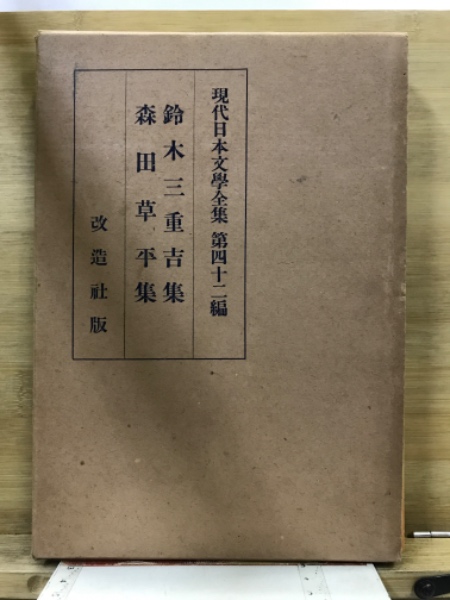 現代日本文學全集 第四十二編
鈴木三重吉集
森田草平集
改造社版